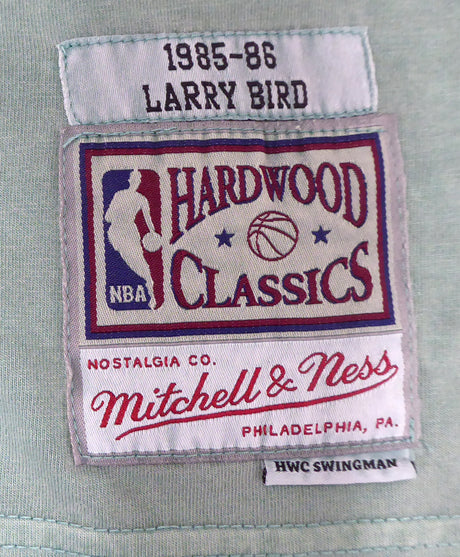 1985-86
LARRY BIRD
HARDWOOD
CLASSICS
NBA
NOSTALGIA CO.
Mitchell & Ness
PHILADELPHIA, PA.
HWC SWINGMAN